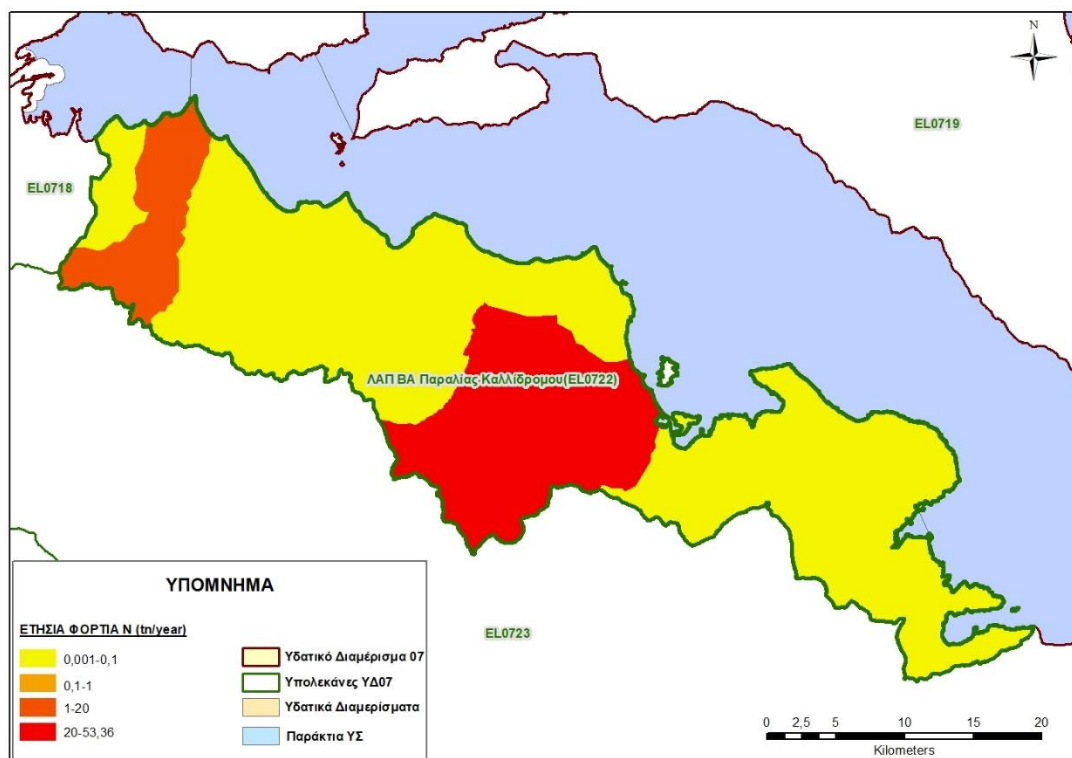 N
EL0719
EL0718
ΛΑΠ ΒΑ Παραλίας-Καλλίδρομου(EL0722)
EL0723
ΥΠΟΜΝΗΜΑ
ΕΤΗΣΙΑ ΦΟΡΤΙΑ Ν (tn/year)
0,001-0,1
0,1-1
1-20
20-53,36
Υδατικό Διαμέρισμα 07
Υπολεκάνες ΥΔ07
Υδατικά Διαμερίσματα
Παράκτια ΥΣ
0 2,5 5 10 15 20
Kilometers